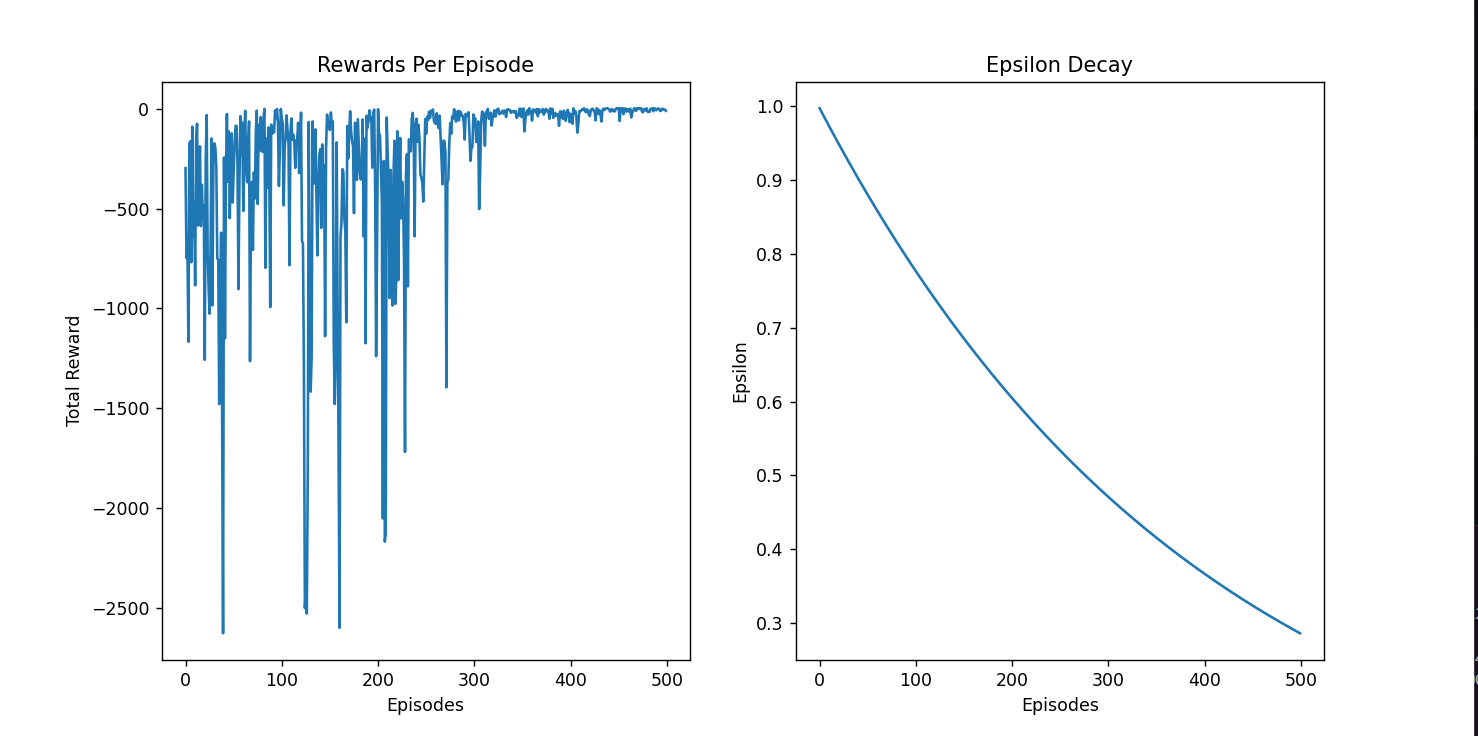 Rewards Per Episode
0
−500
−1000
−1500
−2000
−2500
Total Reward
0 100 200 300 400 500
Episodes
Epsilon Decay
1.0
0.9
0.8
0.7
0.6
0.5
0.4
0.3
Epsilon
0 100 200 300 400 500
Episodes